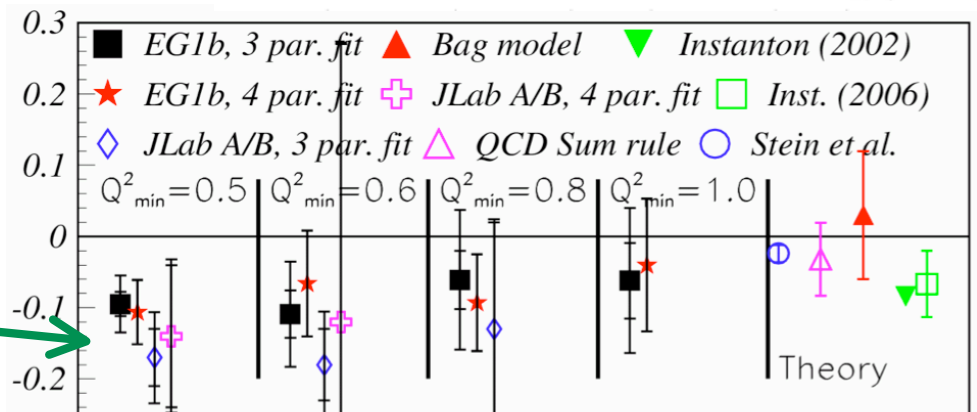 0.3
EG1b, 3 par. fit Bag model Instanton (2002)
0.2
EG1b, 4 par. fit JLab A/B, 4 par. fit Inst. (2006)
0.1
JLab A/B, 3 par. fit QCD Sum rule Stein et al.
Q²min=0.5 Q²min=0.6 Q²min=0.8 Q²min=1.0
0
-0.1
-0.2
Theory